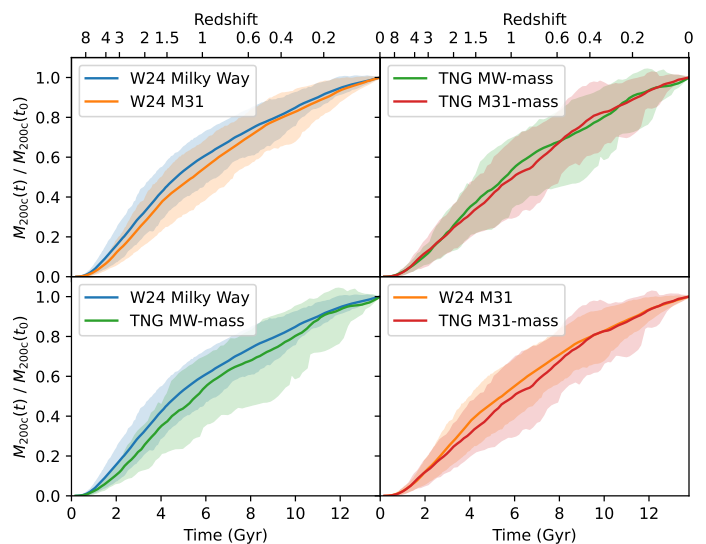 Redshift Redshift
8 4 3 2 1.5 1 0.6 0.4 0.2 0 8 4 3 2 1.5 1 0.6 0.4 0.2 0
M200c(t) / M200c(t0)
1.0
0.8
0.6
0.4
0.2
0.0
W24 Milky Way
W24 M31
TNG MW-mass
TNG M31-mass
M200c(t) / M200c(t0)
1.0
0.8
0.6
0.4
0.2
0.0
W24 Milky Way
TNG MW-mass
W24 M31
TNG M31-mass
0 2 4 6 8 10 12 0 2 4 6 8 10 12
Time (Gyr) Time (Gyr)